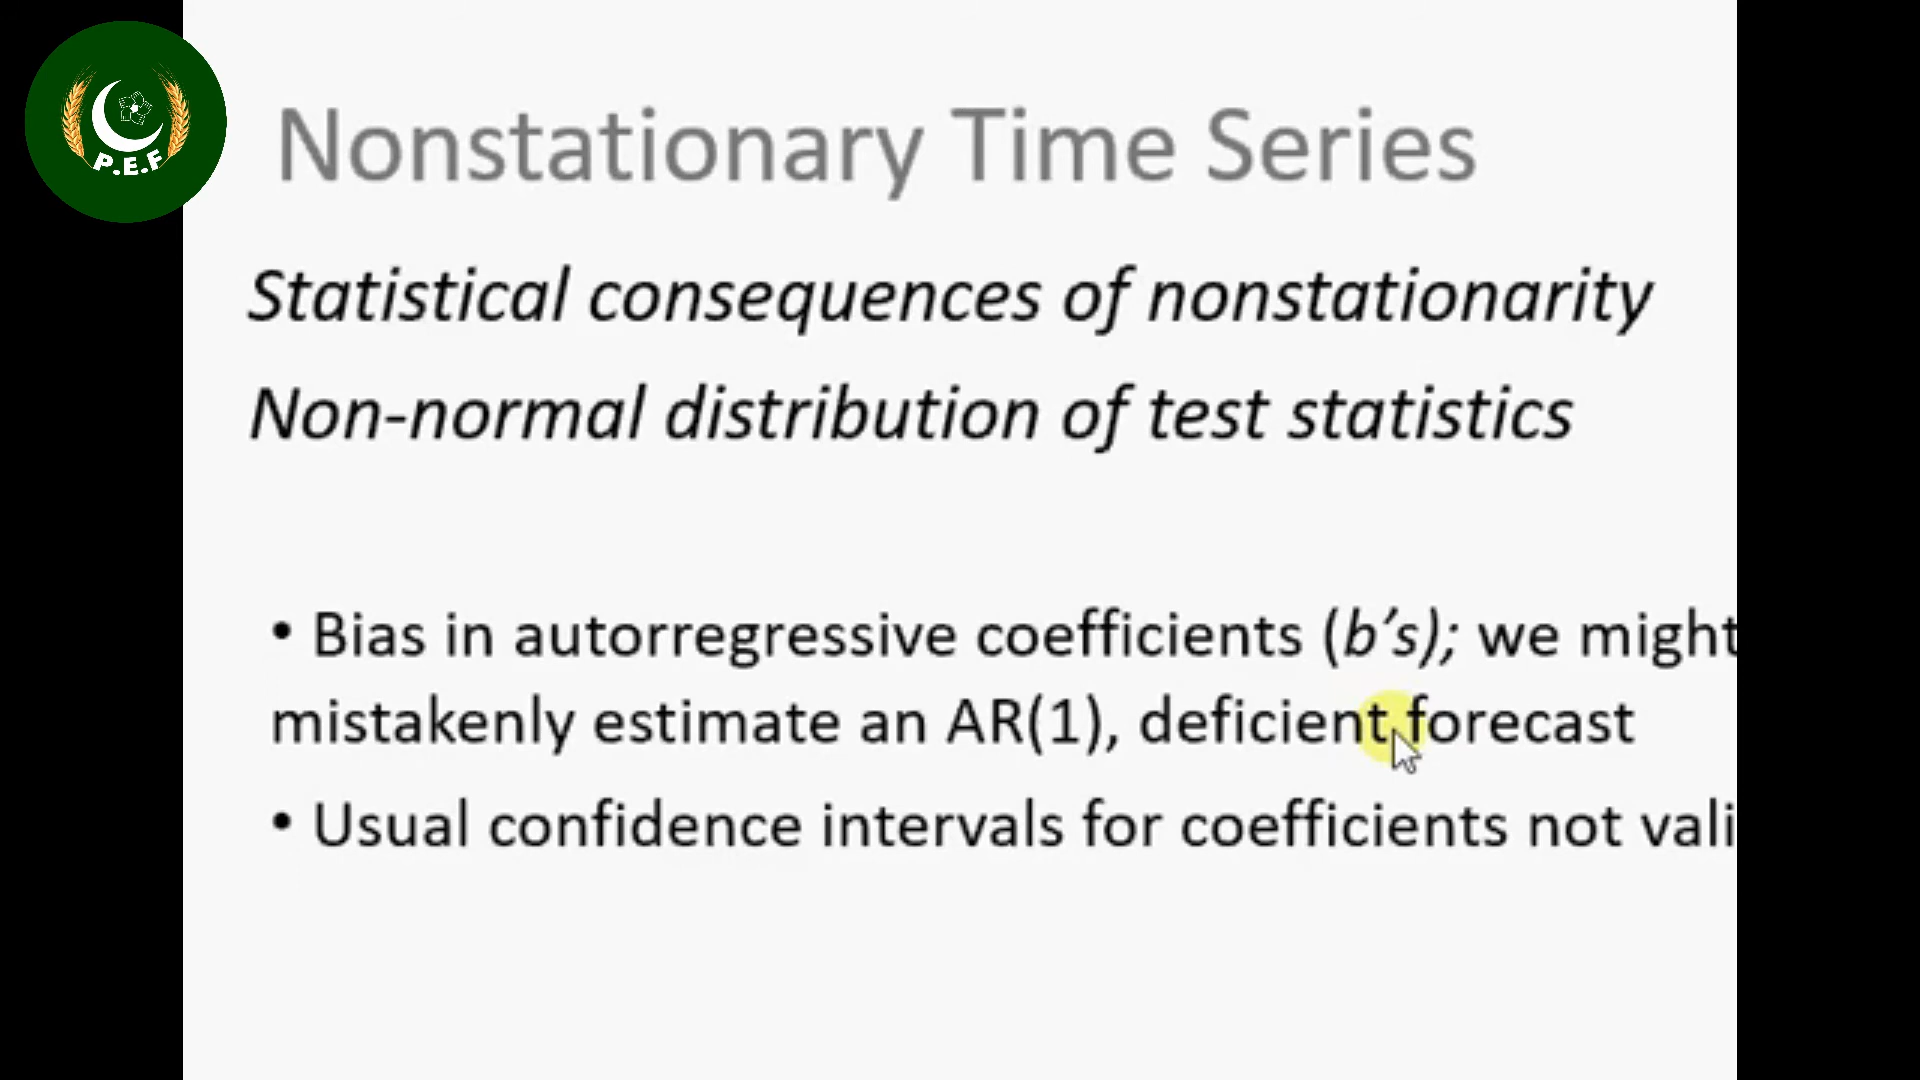 P.E.F
Nonstationary Time Series
Statistical consequences of nonstationarity
Non-normal distribution of test statistics
• Bias in autorregressive coefficients (b's); we might
mistakenly estimate an AR(1), deficient forecast
• Usual confidence intervals for coefficients not vali